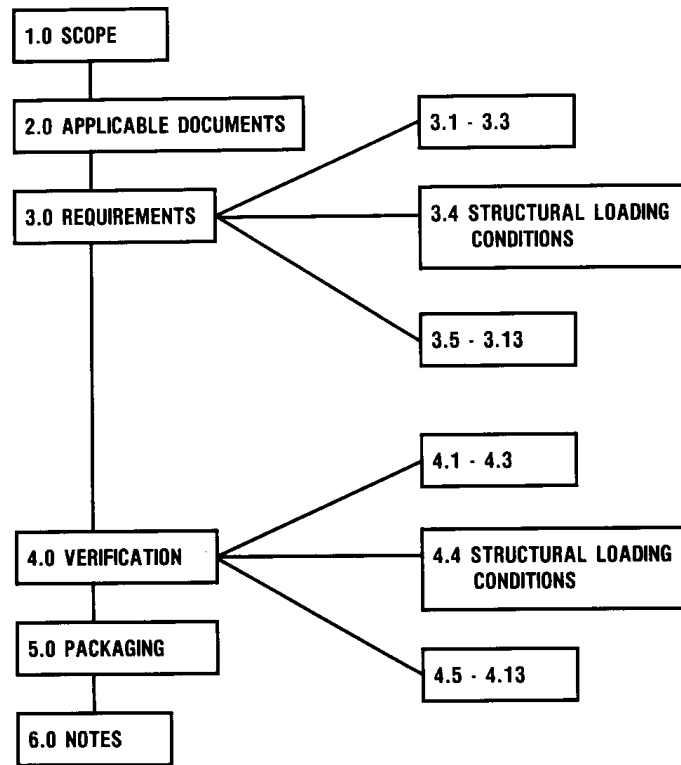 1.0 SCOPE
2.0 APPLICABLE DOCUMENTS
3.0 REQUIREMENTS
3.1 - 3.3
3.4 STRUCTURAL LOADING
CONDITIONS
3.5 - 3.13
4.0 VERIFICATION
4.1 - 4.3
4.4 STRUCTURAL LOADING
CONDITIONS
4.5 - 4.13
5.0 PACKAGING
6.0 NOTES